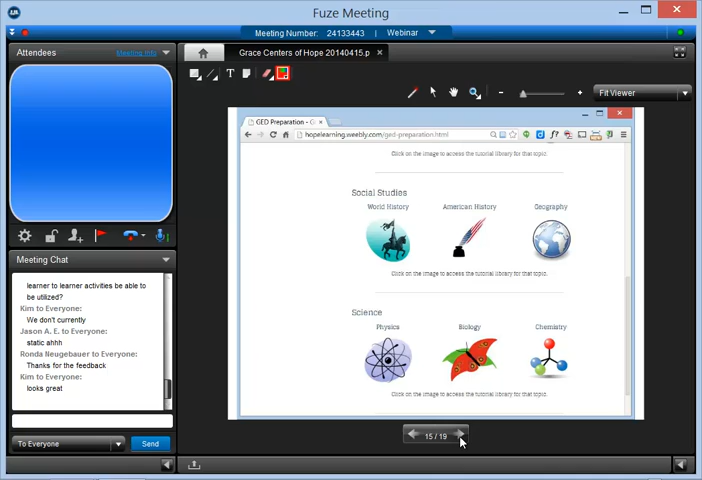 Fuze Meeting
Meeting Number: 24133443 Webinar
Attendees
Meeting Info
Grace Centers of Hope 20140415.p
T
Fit Viewer
GED Preparation - G
hopelearning.weebly.com/ged-preparation.html
Click on the image to access the tutorial library for that topic.
Social Studies
World History American History Geography
Click on the image to access the tutorial library for that topic.
Science
Physics Biology Chemistry
Click on the image to access the tutorial library for that topic.
15 / 19
Meeting Chat
learner to learner activities be able to
be utilized?
Kim to Everyone:
We don't currently
Jason A. E. to Everyone:
static ahhh
Ronda Neugebauer to Everyone:
Thanks for the feedback
Kim to Everyone:
looks great
To Everyone
Send